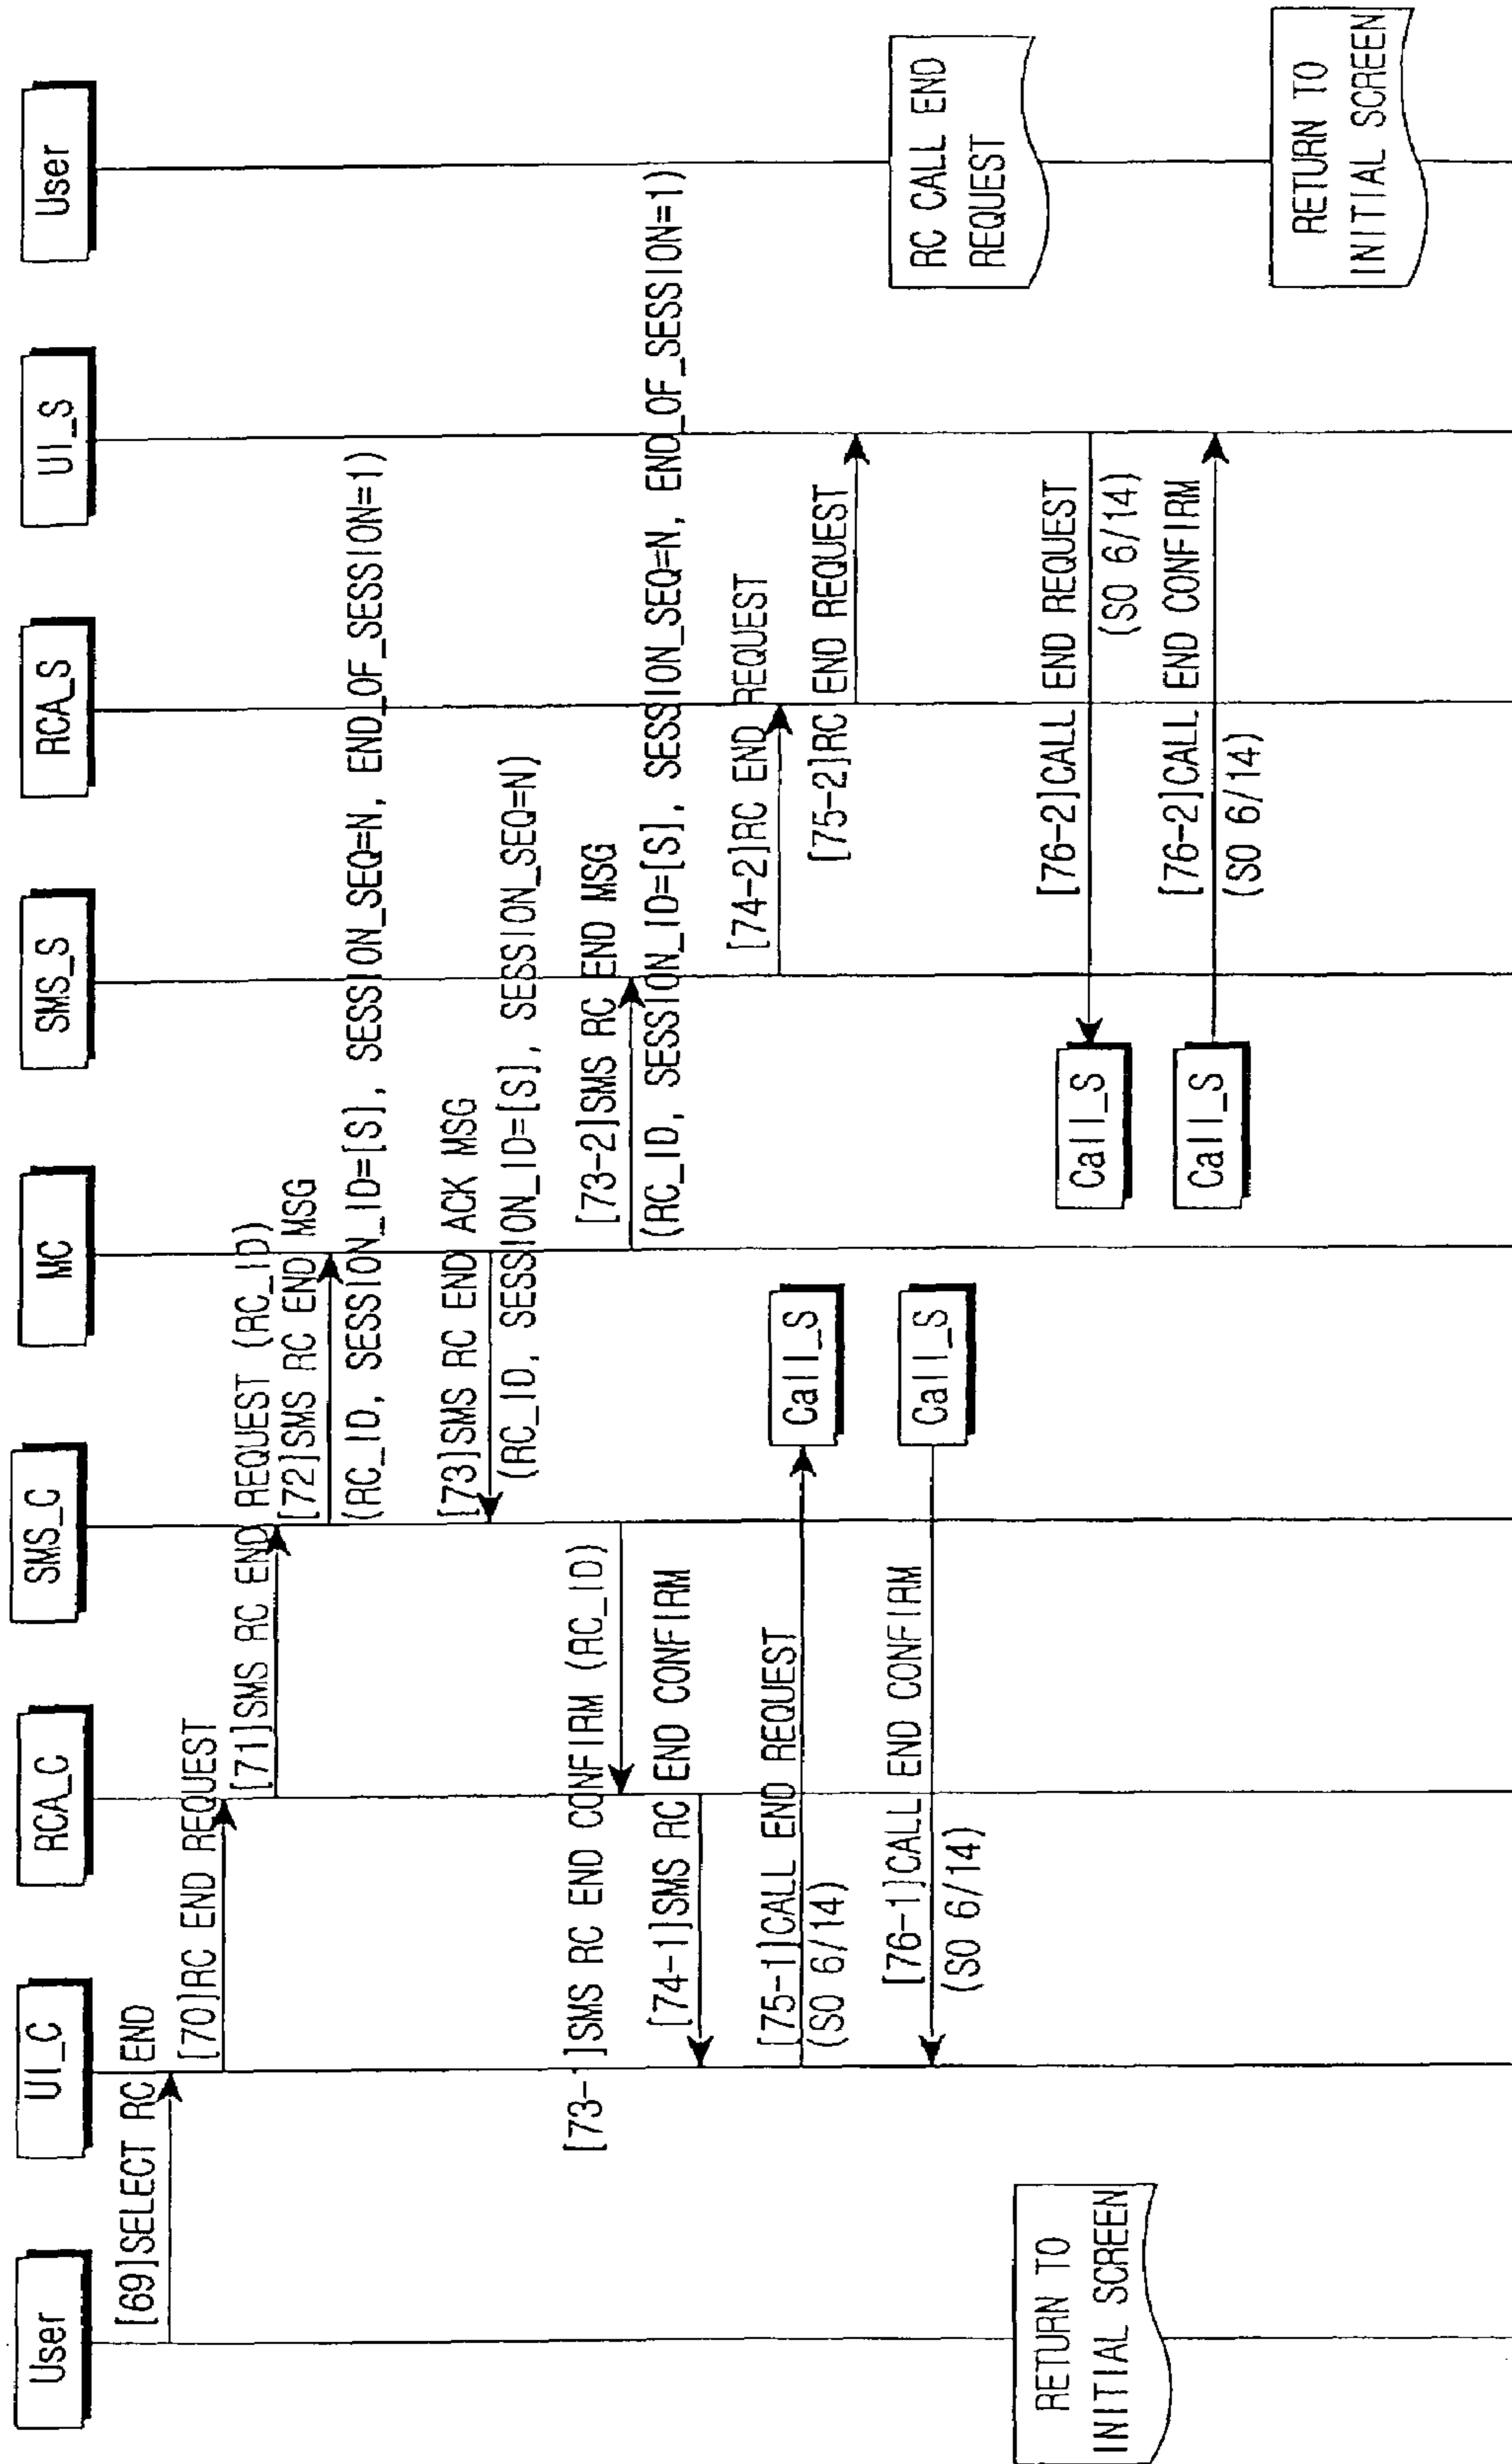 User
UI_C
RCA_C
SMS_C
MC
SMS_S
RCA_S
UI_S
User
[69]SELECT RC END
[70]RC END REQUEST
[71]SMS RC END REQUEST (RC_ID)
[72]SMS RC END MSG
(RC_ID, SESSION_ID=[S], SESSION_SEQ=N, END_OF_SESSION=1)
[73]SMS RC END ACK MSG
(RC_ID, SESSION_ID=[S], SESSION_SEQ=N)
[73-1]SMS RC END CONFIRM (RC_ID)
[73-2]SMS RC END MSG
(RC_ID, SESSION_ID=[S], SESSION_SEQ=N, END_OF_SESSION=1)
[74-1]SMS RC END CONFIRM
[74-2]RC END REQUEST
[75-1]CALL END REQUEST
(SO 6/14)
Call_S
[75-2]RC END REQUEST
[76-1]CALL END CONFIRM
(SO 6/14)
Call_S
RC CALL END
REQUEST
RETURN TO
INITIAL SCREEN
[76-2]CALL END REQUEST
(SO 6/14)
Call_S
[76-2]CALL END CONFIRM
(SO 6/14)
Call_S
RETURN TO
INITIAL SCREEN